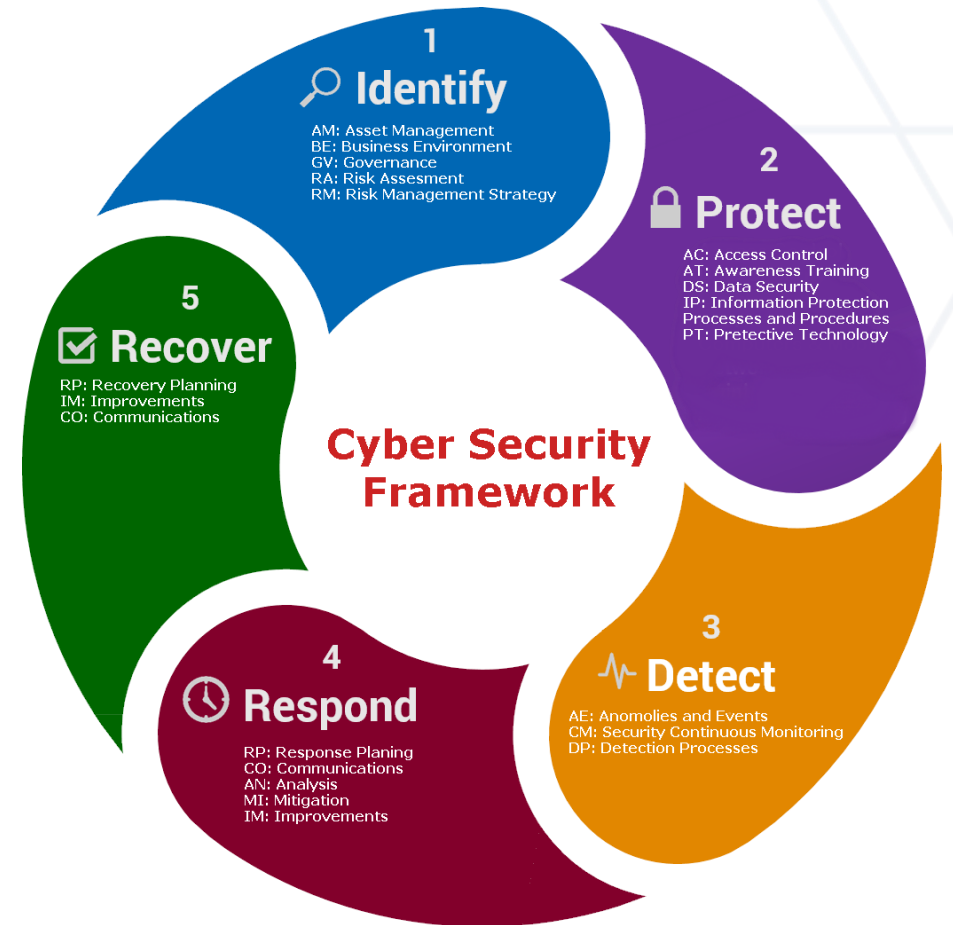 1
Identify
AM: Asset Management
BE: Business Environment
GV: Governance
RA: Risk Assesment
RM: Risk Management Strategy
2
Protect
AC: Access Control
AT: Awareness Training
DS: Data Security
IP: Information Protection
Processes and Procedures
PT: Pretective Technology
3
Detect
AE: Anomolies and Events
CM: Security Continuous Monitoring
DP: Detection Processes
4
Respond
RP: Response Planing
CO: Communications
AN: Analysis
MI: Mitigation
IM: Improvements
5
Recover
RP: Recovery Planning
IM: Improvements
CO: Communications
Cyber Security
Framework